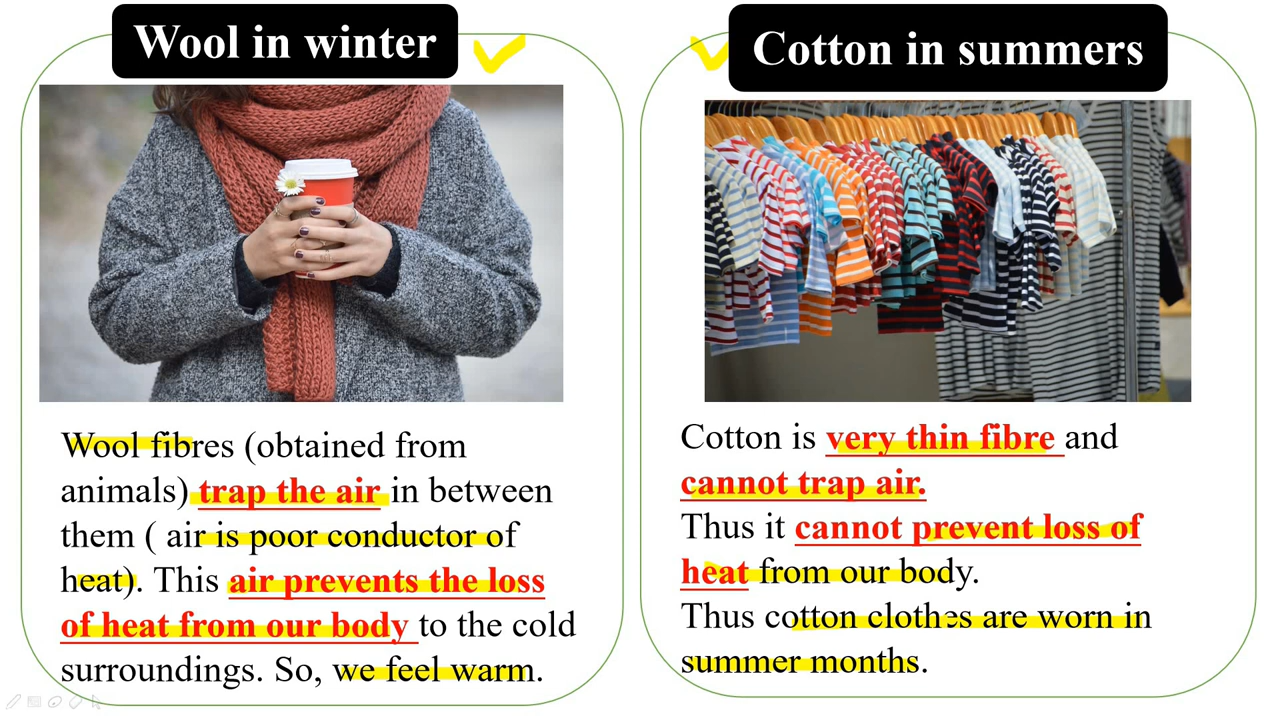 Wool in winter
Wool fibres (obtained from
animals) trap the air in between
them ( air is poor conductor of
heat). This air prevents the loss
of heat from our body to the cold
surroundings. So, we feel warm.
Cotton in summers
Cotton is very thin fibre and
cannot trap air.
Thus it cannot prevent loss of
heat from our body.
Thus cotton clothes are worn in
summer months.